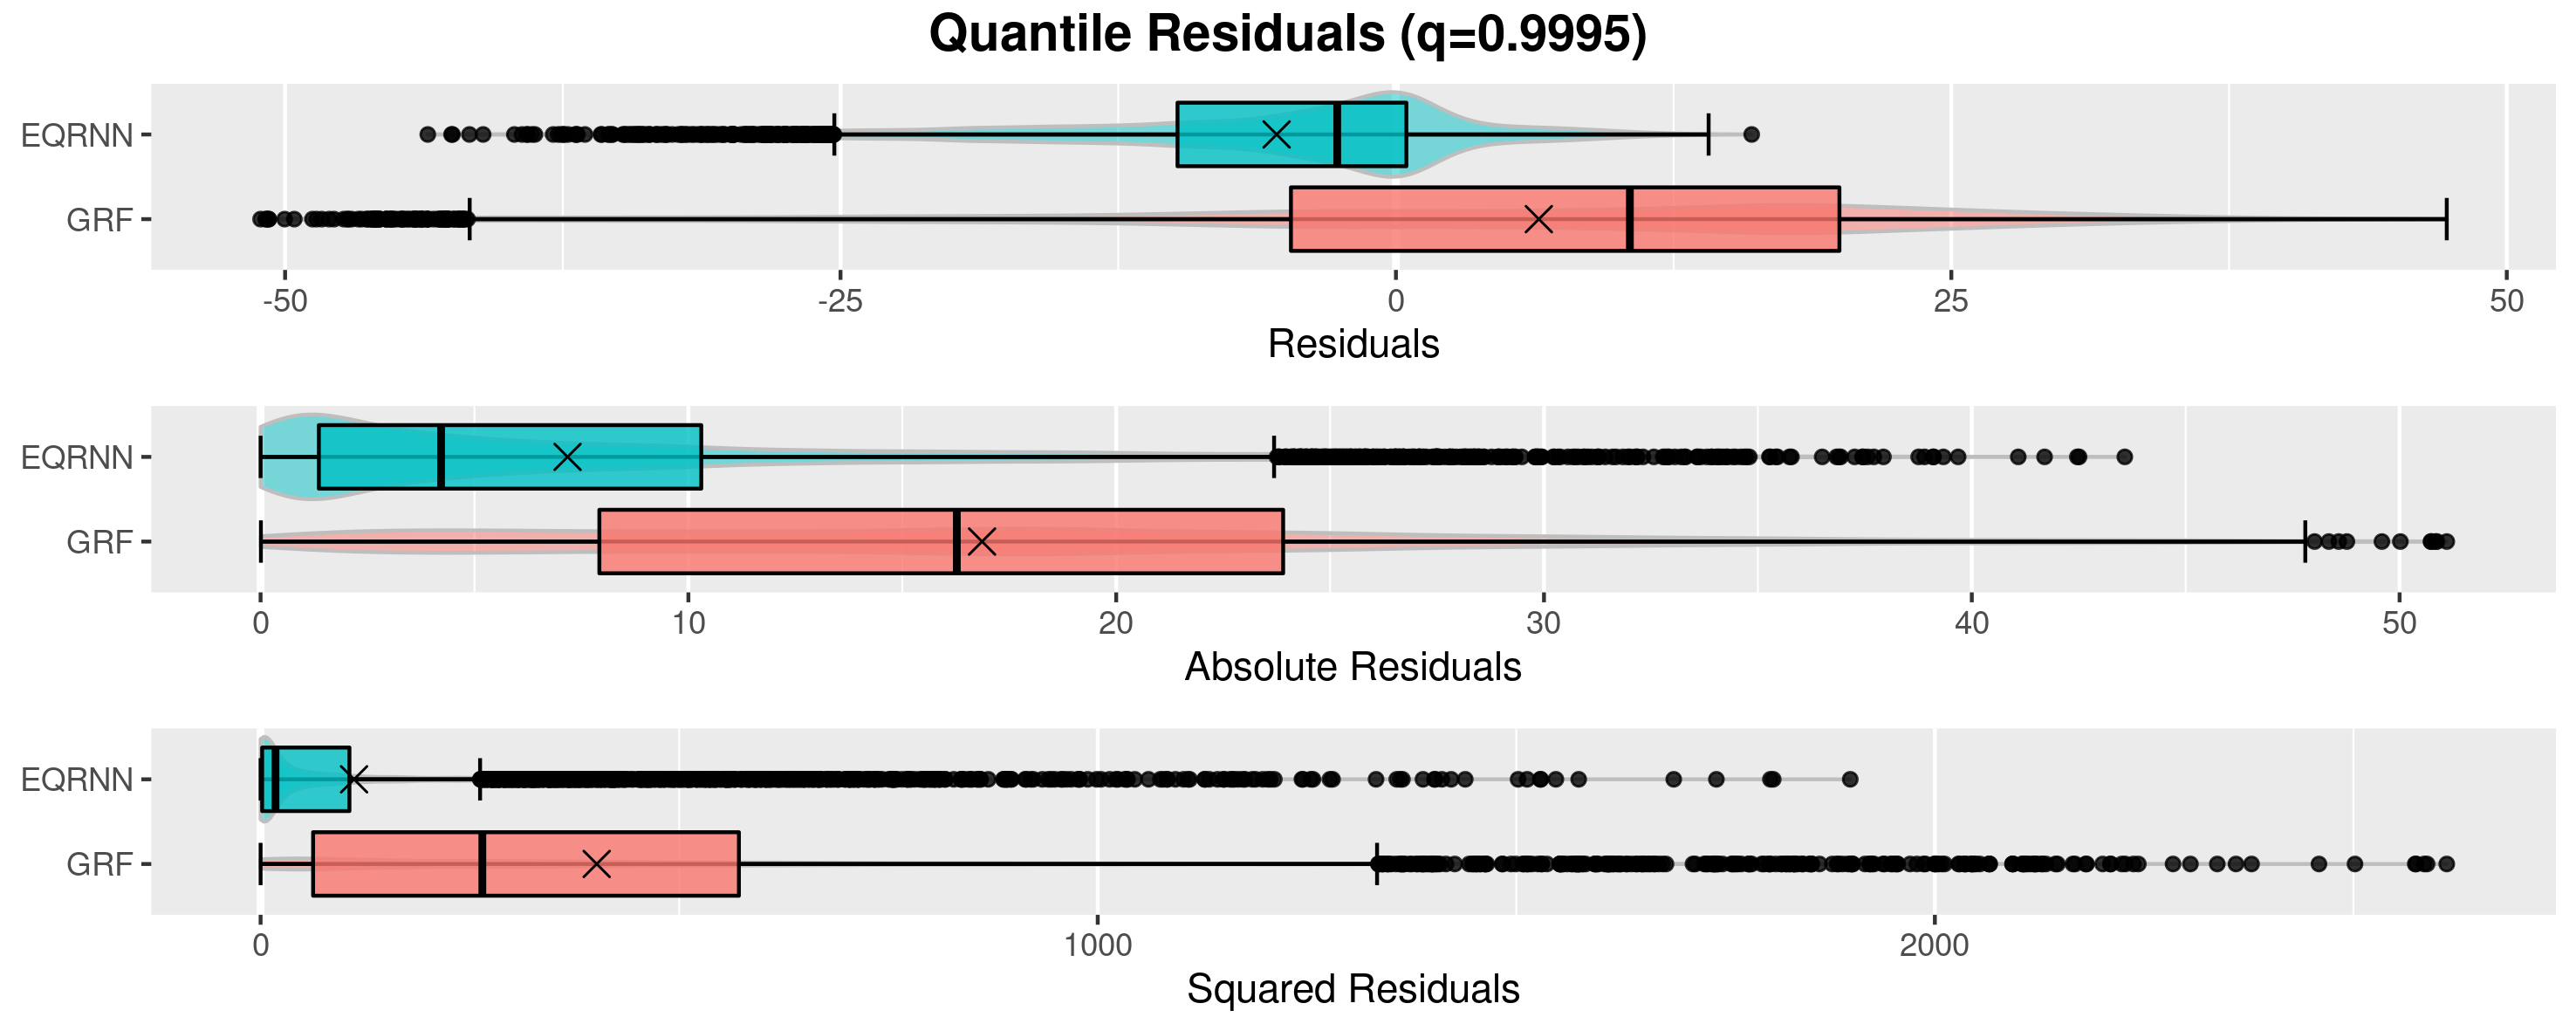 Quantile Residuals (q=0.9995)
EQRNN
GRF
-50 -25 0 25 50
Residuals
EQRNN
GRF
0 10 20 30 40 50
Absolute Residuals
EQRNN
GRF
0 1000 2000
Squared Residuals